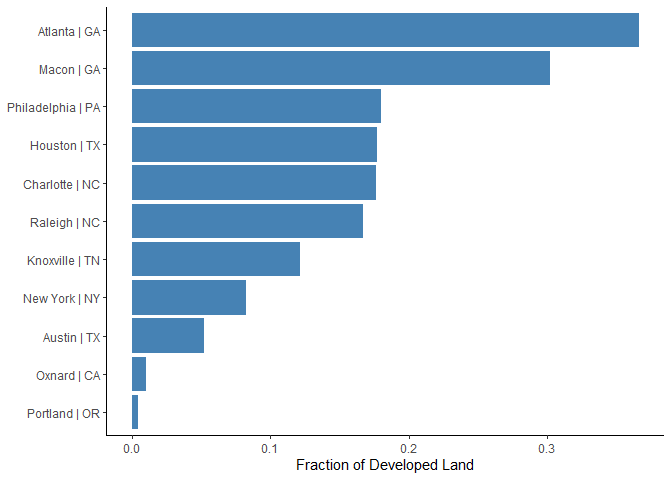 Atlanta | GA
Macon | GA
Philadelphia | PA
Houston | TX
Charlotte | NC
Raleigh | NC
Knoxville | TN
New York | NY
Austin | TX
Oxnard | CA
Portland | OR
0.0 0.1 0.2 0.3
Fraction of Developed Land